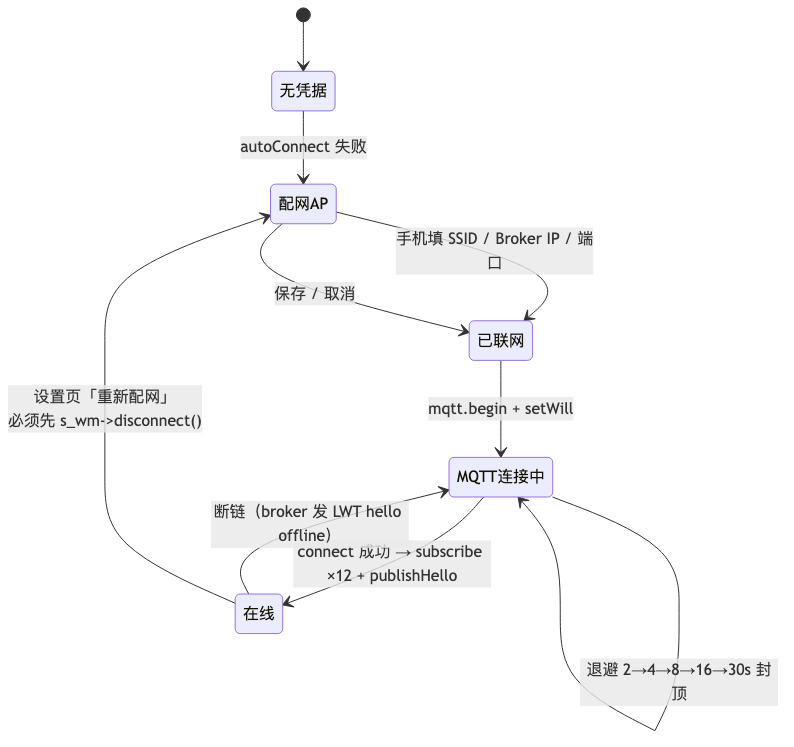 无凭据
autoConnect 失败
配网AP
手机填 SSID / Broker IP / 端
口
保存 / 取消
已联网
设置页「重新配网」
必须先 s_wm->disconnect()
mqtt.begin + setWill
MQTT连接中
断链（broker 发 LWT hello
offline）
connect 成功 → subscribe
×12 + publishHello
在线
退避 2→4→8→16→30s 封
顶